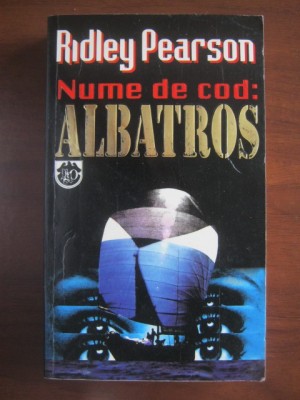 Ridley Pearson
Nume de cod:
ALBATROS